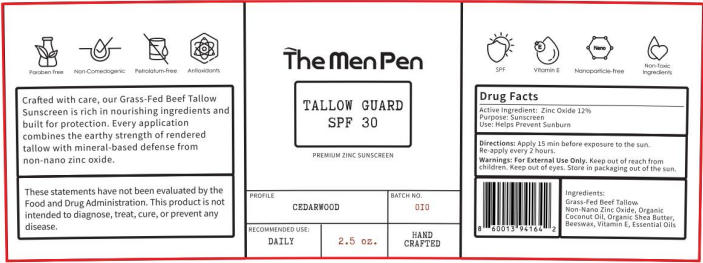 Paraben Free
Non-Comedogenic
Petrolatum-Free
Antioxidants
Crafted with care, our Grass-Fed Beef Tallow
Sunscreen is rich in nourishing ingredients and
built for protection. Every application
combines the earthy strength of rendered
tallow with mineral-based defense from
non-nano zinc oxide.
These statements have not been evaluated by the
Food and Drug Administration. This product is not
intended to diagnose, treat, cure, or prevent any
disease.
The Men Pen
TALLOW GUARD
SPF 30
PREMIUM ZINC SUNSCREEN
PROFILE
CEDARWOOD
BATCH NO.
010
RECOMMENDED USE:
DAILY
2.5 oz.
HAND
CRAFTED
E
Nano
SPF
Vitamin E
Nanoparticle-Free
Non-Toxic
Ingredients
Drug Facts
Active Ingredient: Zinc Oxide 12%
Purpose: Sunscreen
Use: Helps Prevent Sunburn
Directions: Apply 15 min before exposure to the sun.
Re-apply every 2 hours.
Warnings: For External Use Only. Keep out of reach from
children. Keep out of eyes. Store in packaging out of the sun.
8 60013 94164 2
Ingredients:
Grass-Fed Beef Tallow
Non-Nano Zinc Oxide, Organic
Coconut Oil, Organic Shea Butter,
Beeswax, Vitamin E, Essential Oils